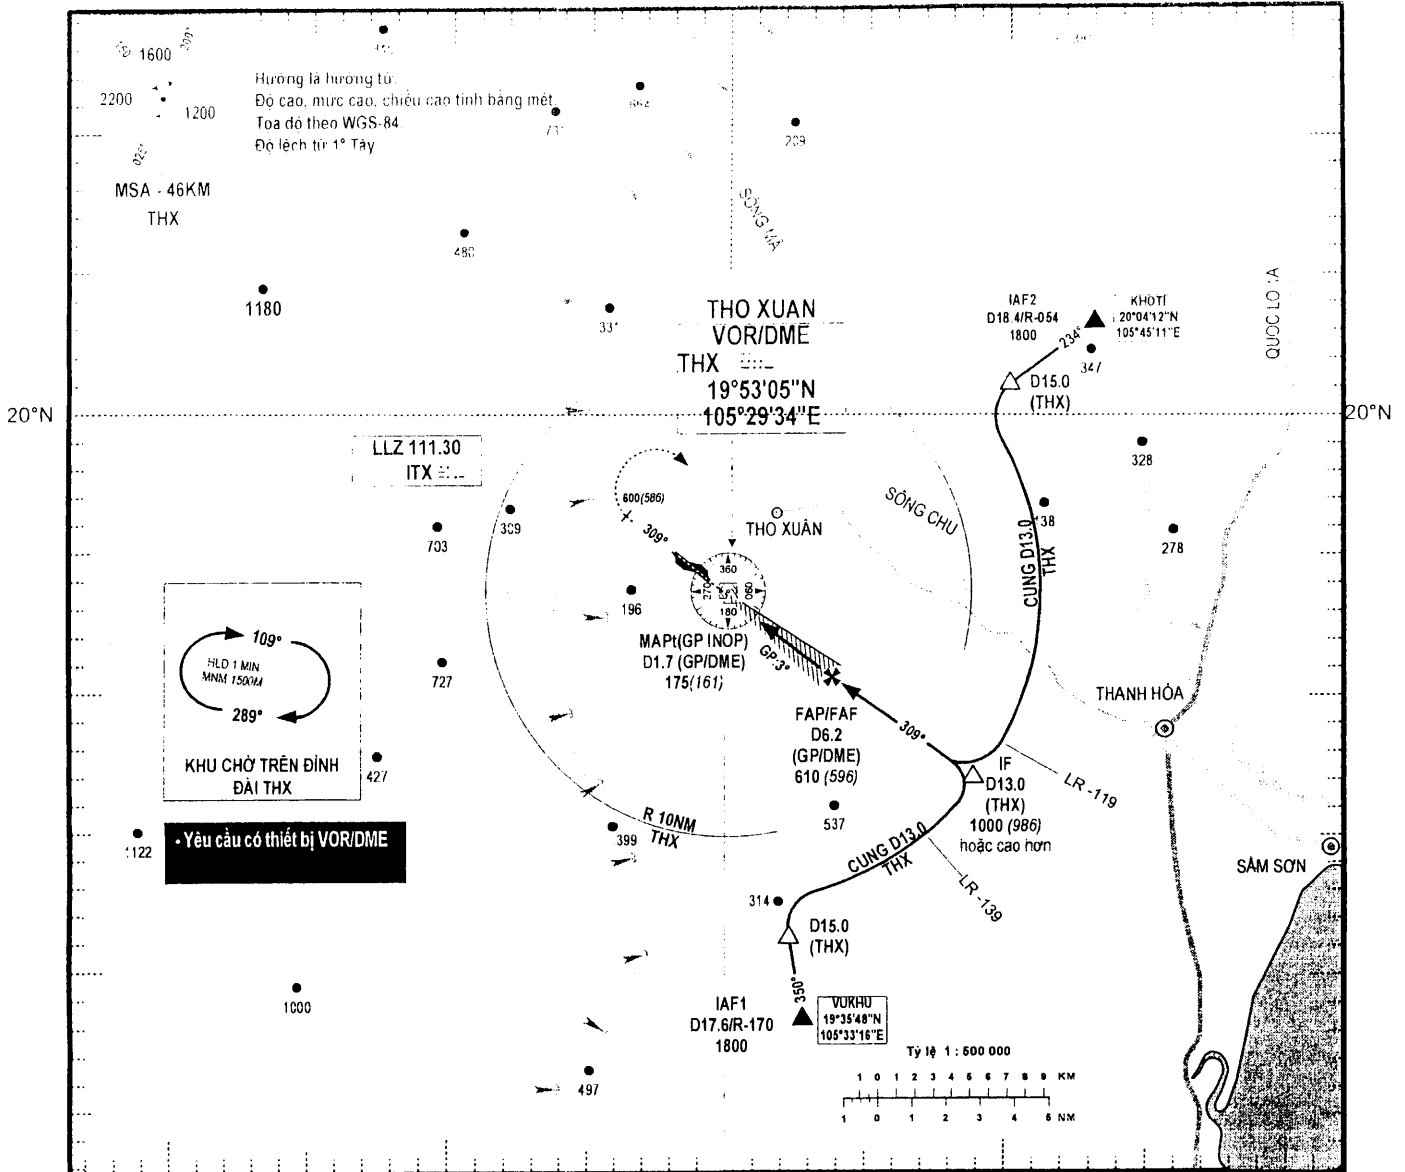 1600
2200
1200
MSA - 46KM
THX
Hướng là hướng từ.
Độ cao, mực cao, chiều cao tính bằng mét.
Tọa độ theo WGS-84
Độ lệch từ 1° Tây
209
SÔNG MÃ
480
1180
331
THO XUAN
VOR/DME
THX
19°53'05"N
105°29'34"E
IAF2
D18.4/R-054
1800
KHOTI
20°04'12"N
105°45'11"E
234°
347
D15.0
(THX)
20°N
20°N
LLZ 111.30
ITX
328
600(586)
309°
309
703
THO XUÂN
SÔNG CHU
CUNG D13.0
THX
278
360
060
180
270
196
MAPt(GP INOP)
D1.7 (GP/DME)
175(161)
GP:3°
109°
HLD 1 MIN
MNM 1500M
289°
KHU CHỜ TRÊN ĐỈNH
ĐÀI THX
727
427
THANH HÓA
FAP/FAF
D6.2
(GP/DME)
610 (596)
309°
IF
D13.0
(THX)
1000 (986)
hoặc cao hơn
LR -119
537
R 10NM
THX
399
1122
• Yêu cầu có thiết bị VOR/DME
CUNG D13.0
THX
LR -139
SẦM SƠN
314
D15.0
(THX)
350°
1000
IAF1
D17.6/R-170
1800
VUKHU
19°35'48"N
105°33'16"E
497
Tỷ lệ 1 : 500 000
1 0 1 2 3 4 5 6 7 8 9 KM
1 0 1 2 3 4 5 NM